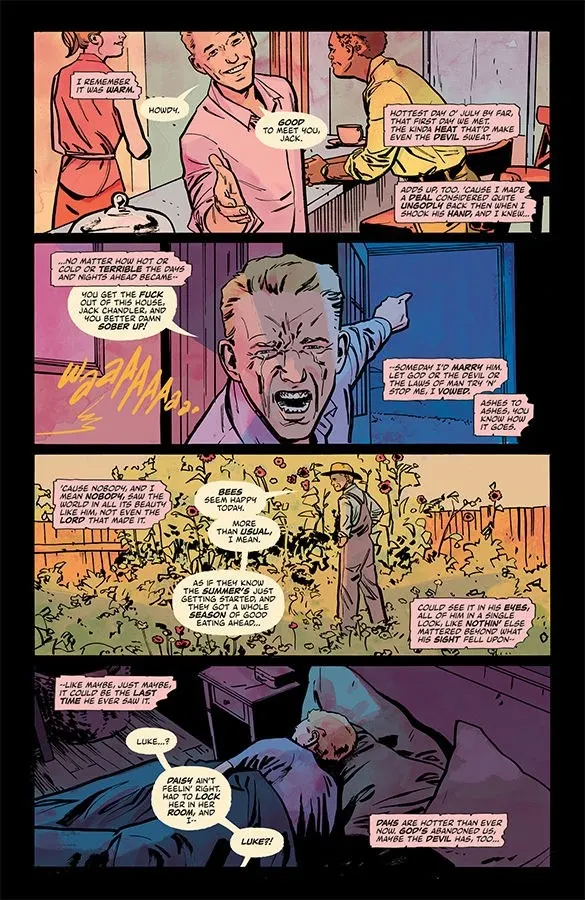 I REMEMBER
IT WAS WARM.
HOWDY.
GOOD
TO MEET YOU,
JACK.
HOTTEST DAY O' JULY BY FAR,
THAT FIRST DAY WE MET.
THE KINDA HEAT THAT'D MAKE
EVEN THE DEVIL SWEAT.
ADDS UP, TOO. 'CAUSE I MADE
A DEAL CONSIDERED QUITE
UNGODLY BACK THEN WHEN I
SHOOK HIS HAND, AND I KNEW...
...NO MATTER HOW HOT OR
COLD OR TERRIBLE THE DAYS
AND NIGHTS AHEAD BECAME--
YOU GET THE FUCK
OUT OF THIS HOUSE,
JACK CHANDLER, AND
YOU BETTER DAMN
SOBER UP!
WAAAAAAAAA.
--SOMEDAY I'D MARRY HIM.
LET GOD OR THE DEVIL OR
THE LAWS OF MAN TRY 'N'
STOP ME, I VOWED.
ASHES TO
ASHES, YOU
KNOW HOW
IT GOES.
'CAUSE NOBODY, AND I
MEAN NOBODY, SAW THE
WORLD IN ALL ITS BEAUTY
LIKE HIM, NOT EVEN THE
LORD THAT MADE IT.
BEES
SEEM HAPPY
TODAY.
MORE
THAN USUAL,
I MEAN.
AS IF THEY KNOW
THE SUMMER'S JUST
GETTING STARTED, AND
THEY GOT A WHOLE
SEASON OF GOOD
EATING AHEAD...
COULD SEE IT IN HIS EYES,
ALL OF HIM IN A SINGLE
LOOK, LIKE NOTHIN' ELSE
MATTERED BEYOND WHAT
HIS SIGHT FELL UPON--
--LIKE MAYBE, JUST MAYBE,
IT COULD BE THE LAST
TIME HE EVER SAW IT.
LUKE...?
DAISY AIN'T
FEELIN' RIGHT.
HAD TO LOCK
HER IN HER
ROOM, AND
I--
LUKE?!
DAYS ARE HOTTER THAN EVER
NOW. GOD'S ABANDONED US,
MAYBE THE DEVIL HAS, TOO...